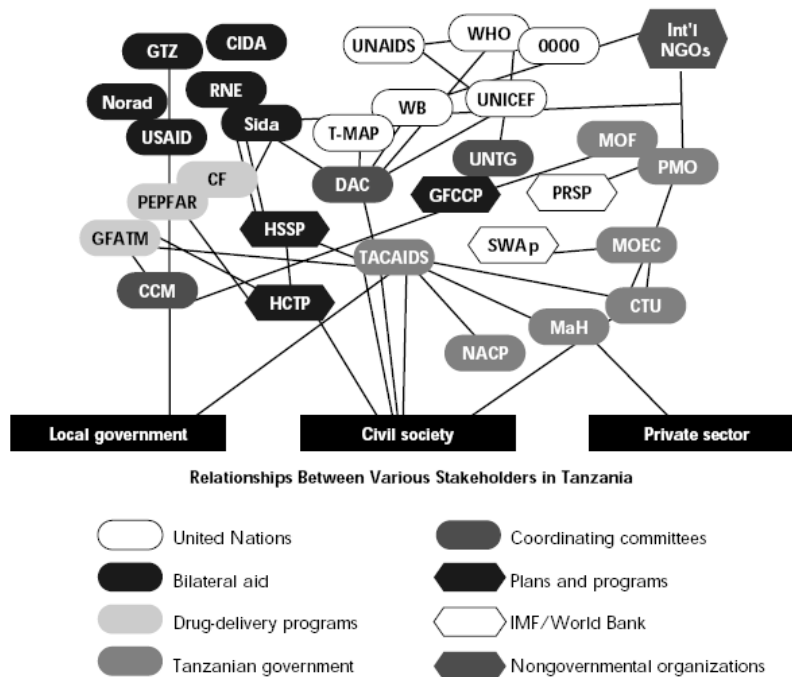 GTZ
CIDA
UNAIDS
WHO
0000
Int'l
NGOs
Norad
RNE
USAID
Sida
WB
UNICEF
T-MAP
MOF
UNTG
PMO
CF
DAC
GFCCP
PRSP
PEPFAR
GFATM
HSSP
TACAIDS
SWAp
MOEC
CCM
HCTP
CTU
MaH
NACP
Local government
Civil society
Private sector
Relationships Between Various Stakeholders in Tanzania
United Nations
Coordinating committees
Bilateral aid
Plans and programs
Drug-delivery programs
IMF/World Bank
Tanzanian government
Nongovernmental organizations